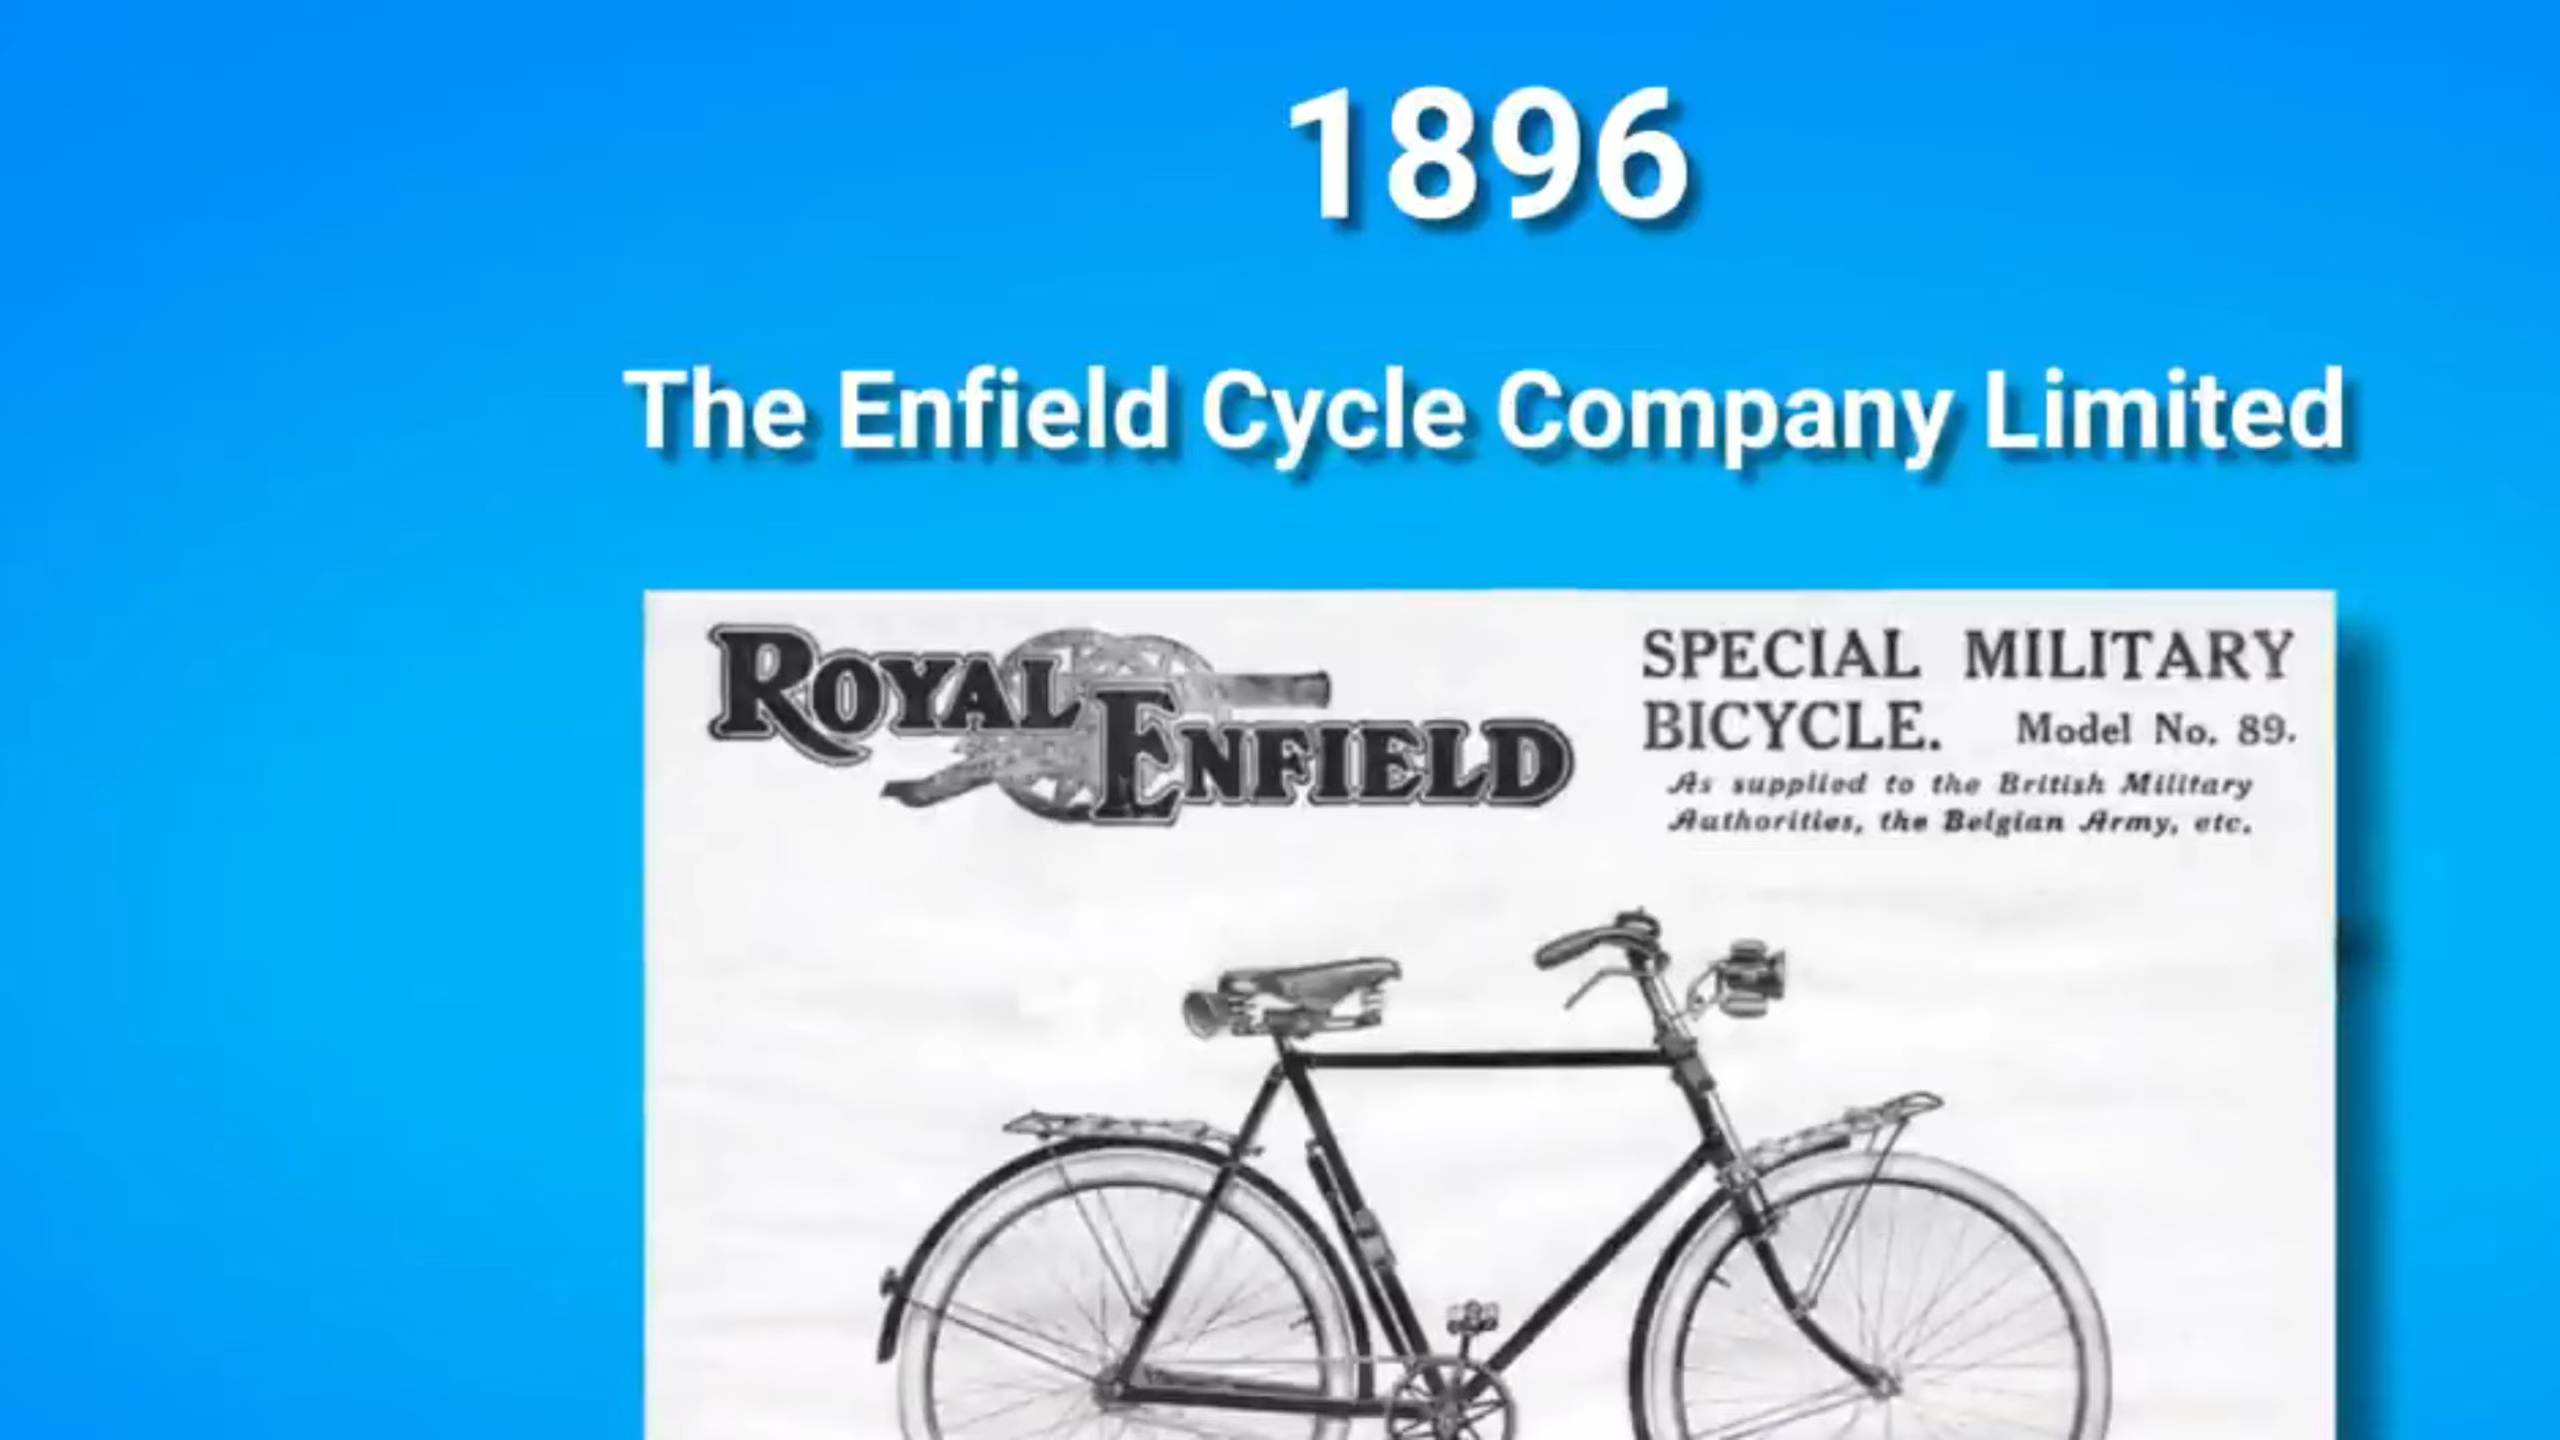 1896
The Enfield Cycle Company Limited
ROYAL ENFIELD
SPECIAL MILITARY
BICYCLE. Model No. 89.
As supplied to the British Military
Authorities, the Belgian Army, etc.